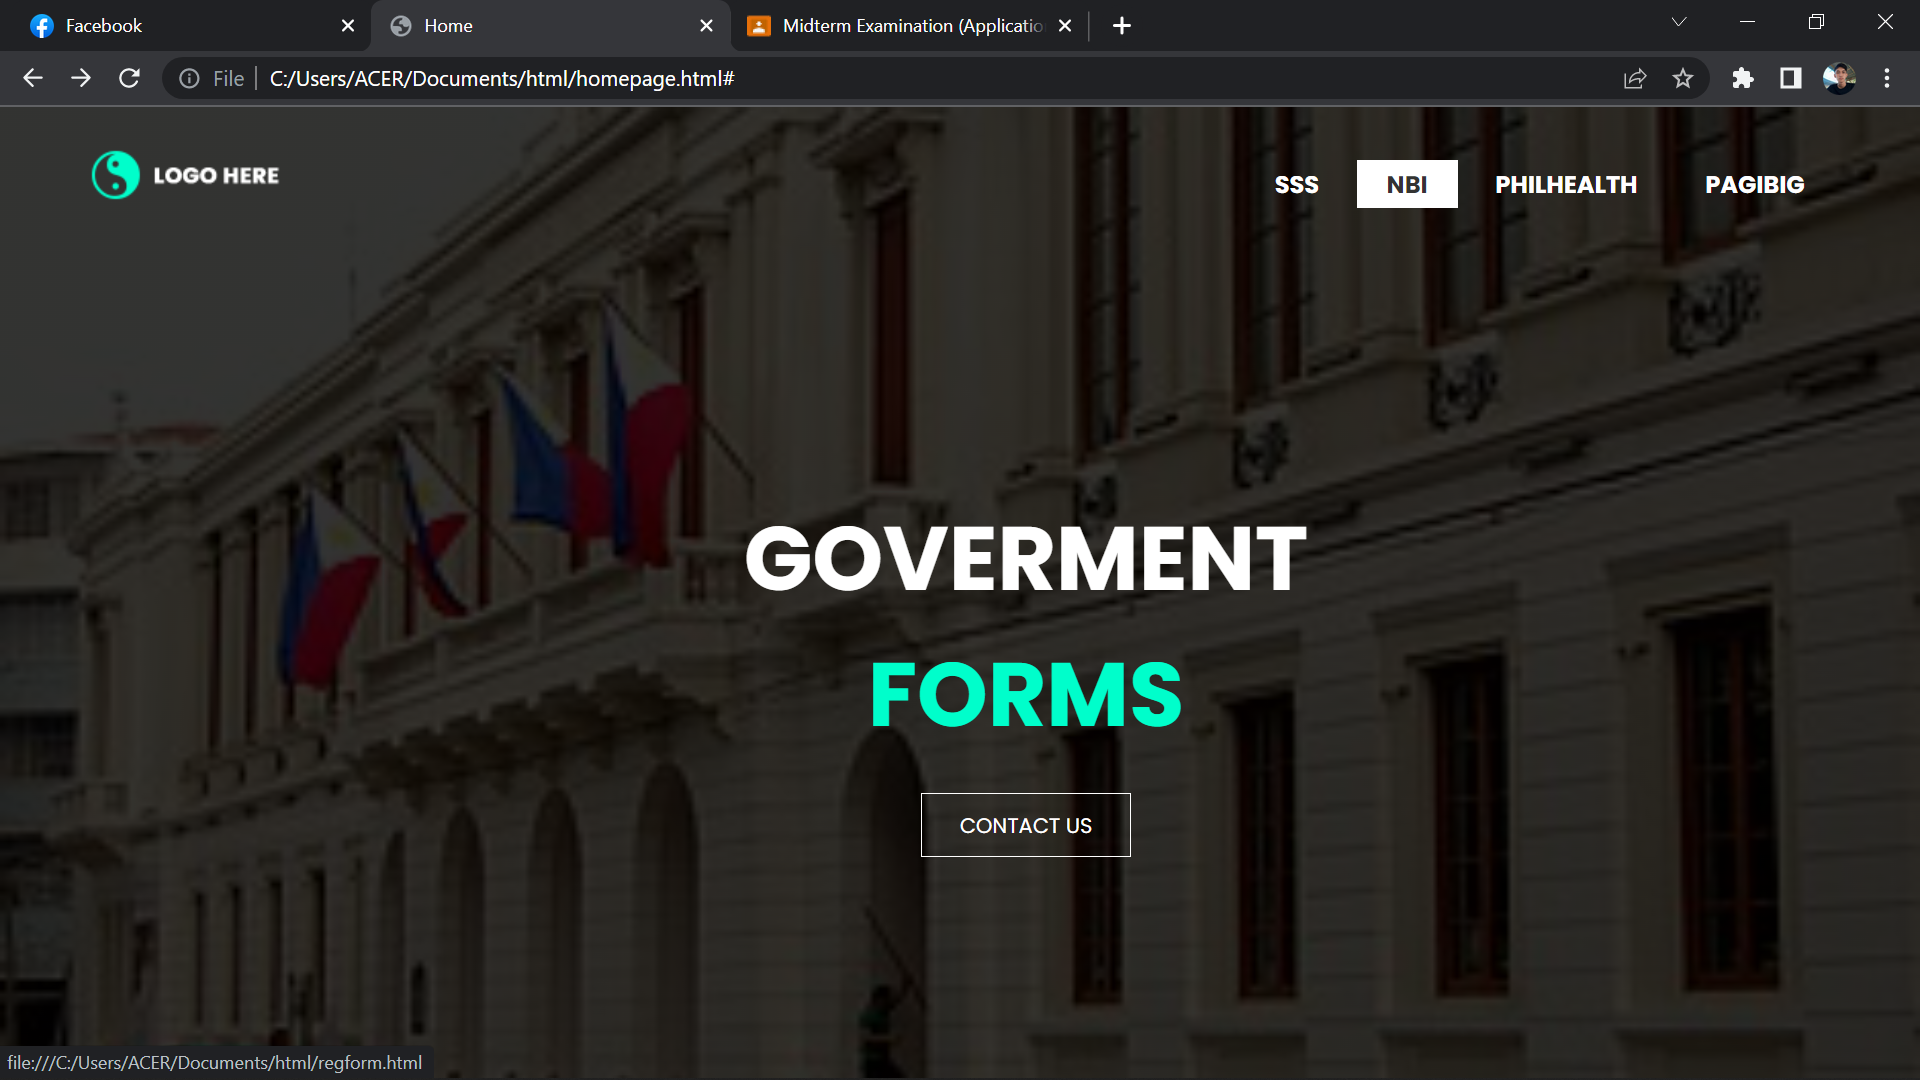 Facebook
Home
Midterm Examination (Applicatio
File
C:/Users/ACER/Documents/html/homepage.html#
LOGO HERE
SSS
NBI
PHILHEALTH
PAGIBIG
GOVERMENT
FORMS
CONTACT US
file:///C:/Users/ACER/Documents/html/regform.html